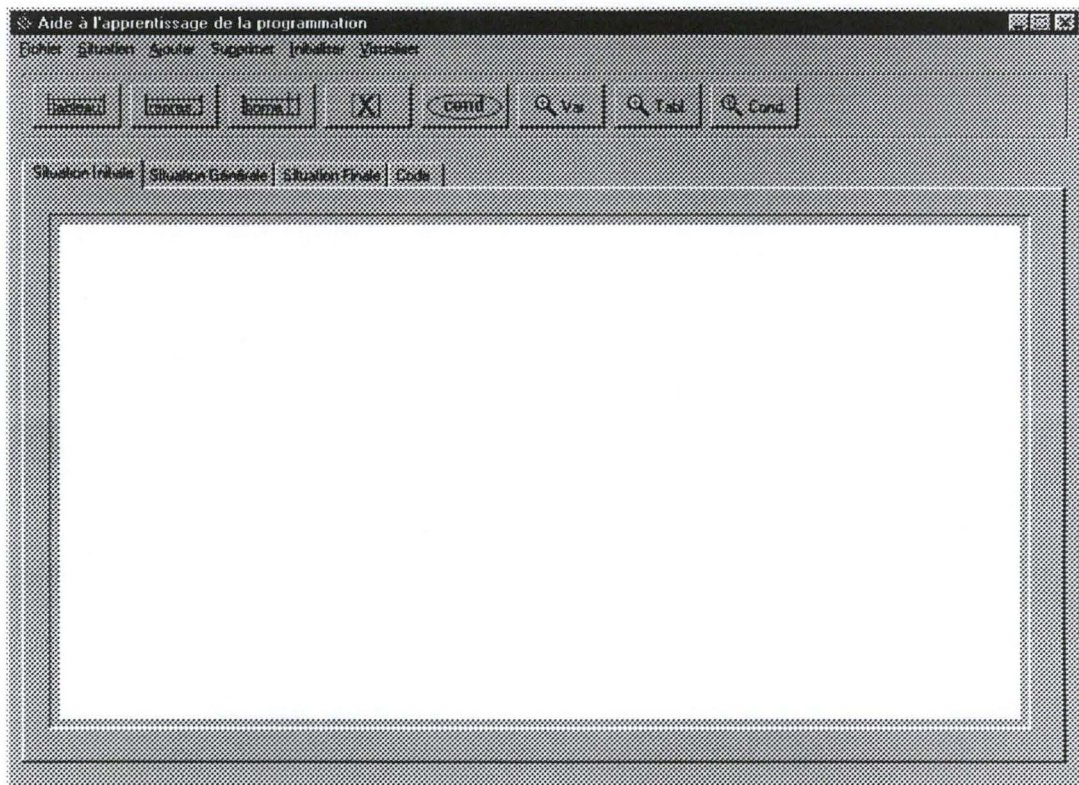 Aide à l'apprentissage de la programmation
Fichier Situation Ajouter Supprimer Initialiser Visualiser
tableau borne X cond Var. Tabl. Cond.
Situation Initiale Situation Générale Situation Finale Code